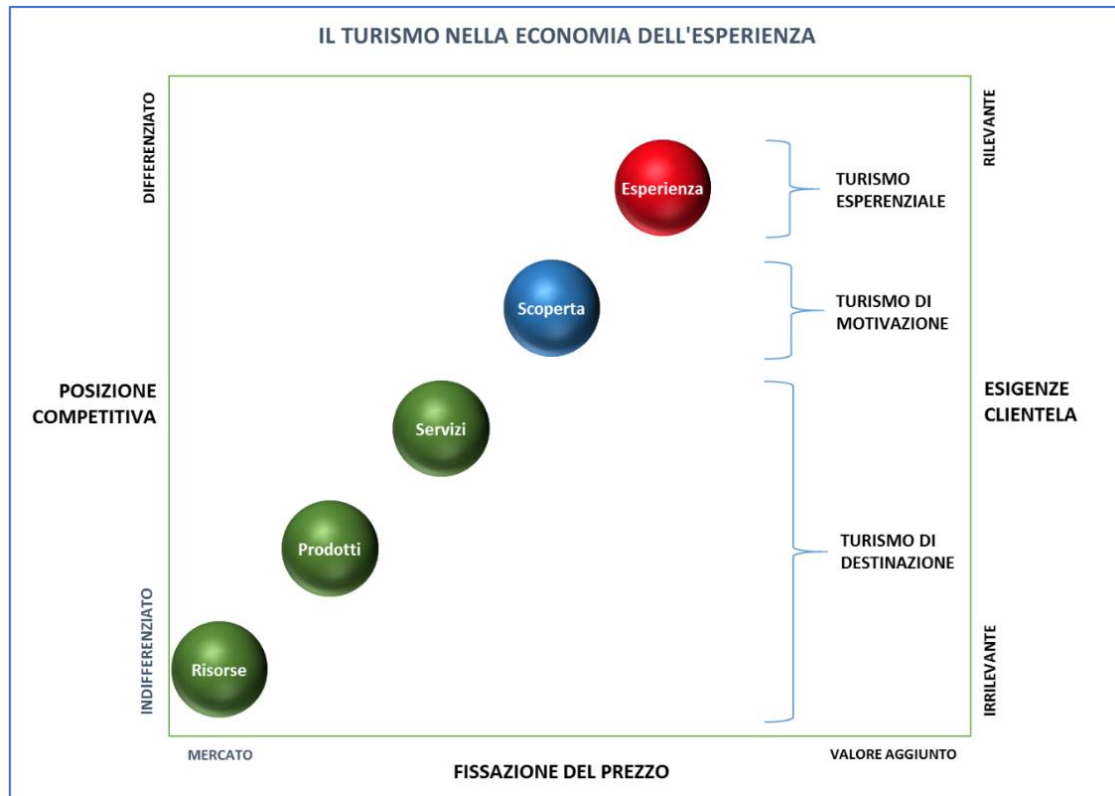 IL TURISMO NELLA ECONOMIA DELL'ESPERIENZA
DIFFERENZIATO
RILEVANTE
Esperienza
TURISMO
ESPERENZIALE
Scoperta
TURISMO DI
MOTIVAZIONE
POSIZIONE
COMPETITIVA
ESIGENZE
CLIENTELA
Servizi
Prodotti
TURISMO DI
DESTINAZIONE
INDIFFERENZIATO
IRRILEVANTE
Risorse
MERCATO
VALORE AGGIUNTO
FISSAZIONE DEL PREZZO